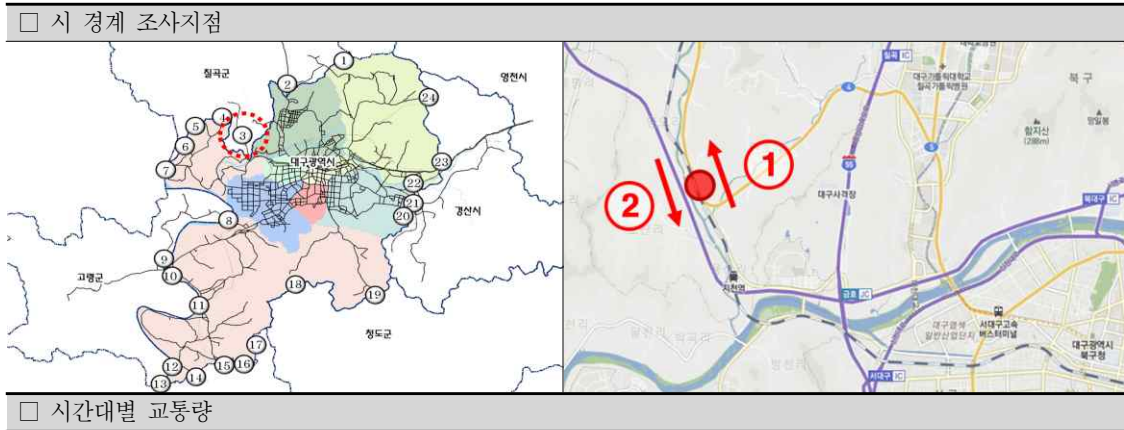 □ 시 경계 조사지점
칠곡군
영천시
대구광역시
경산시
고령군
청도군
①
②
③
④
⑤
⑥
⑦
⑧
⑨
⑩
⑪
⑫
⑬
⑭
⑮
⑯
⑰
⑱
⑲
⑳
㉑
㉒
㉓
㉔
칠곡 IC
대구가톨릭대학교
칠곡가톨릭병원
북구
함지산
(288m)
4
5
55
①
②
대구사격장
북대구 IC
지천역
금호 JC
서대구고속
버스터미널
대구광역시
북구청
서대구 IC
□ 시간대별 교통량